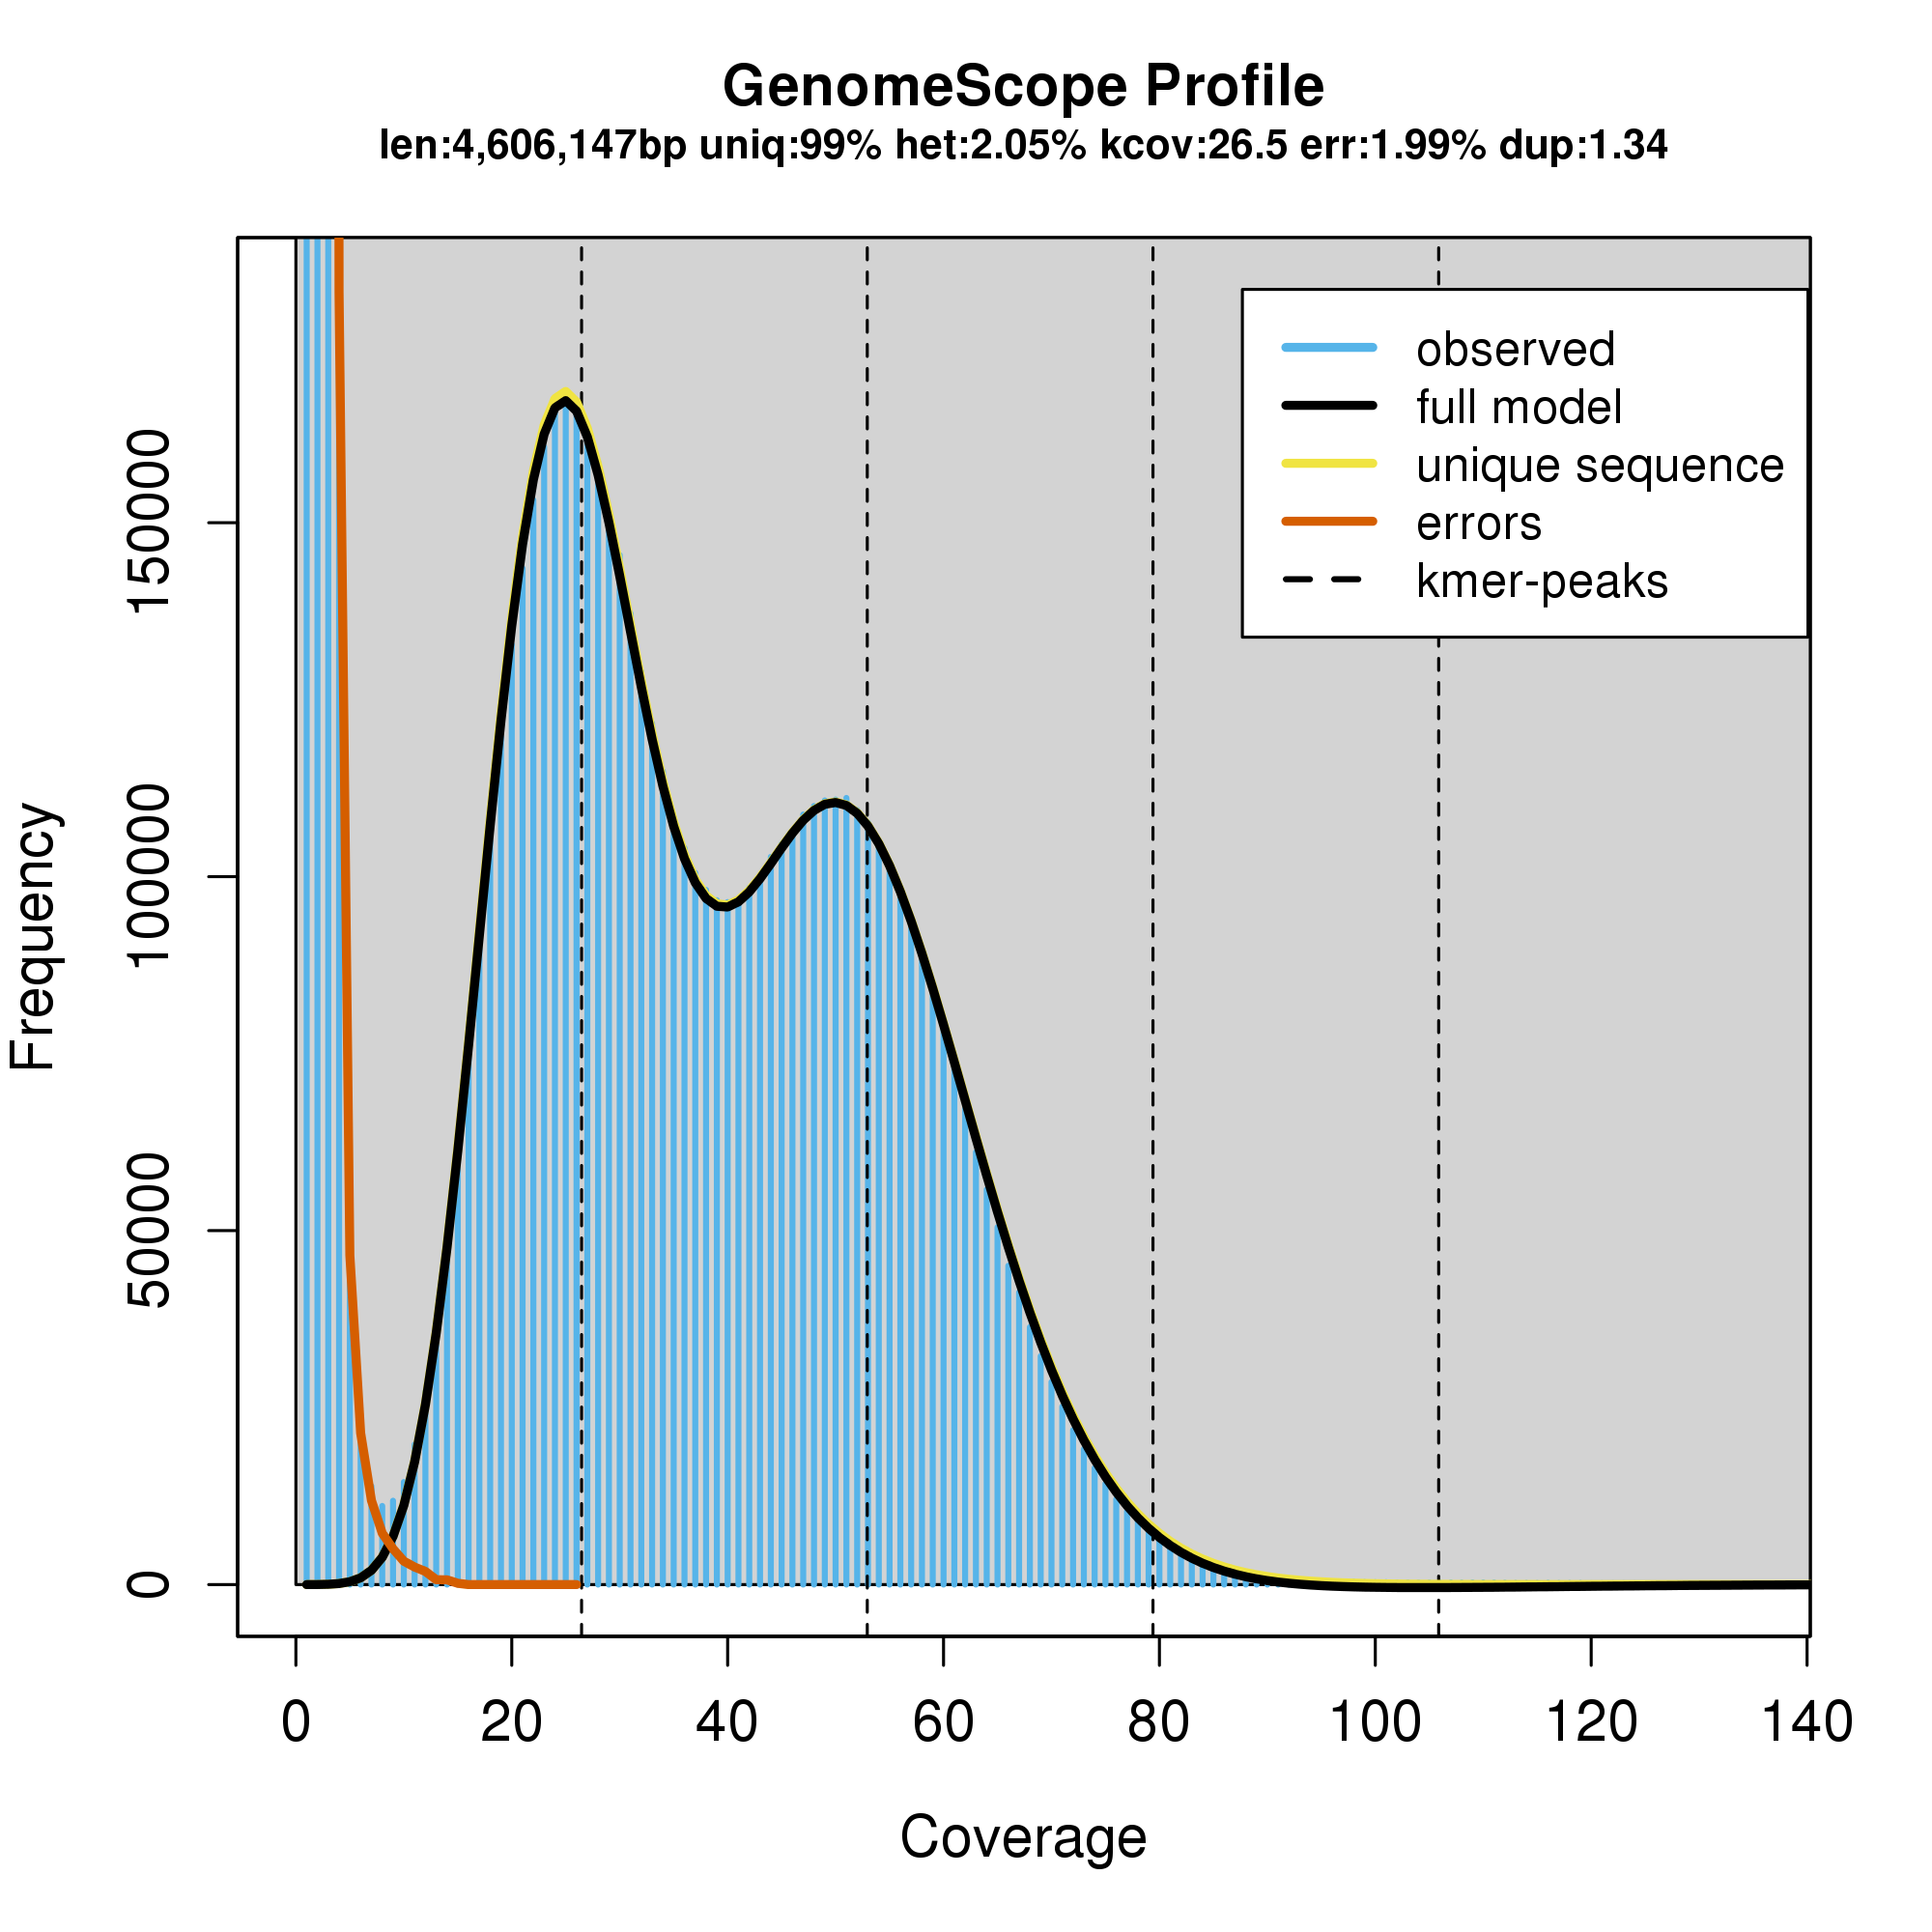 GenomeScope Profile
len:4,606,147bp uniq:99% het:2.05% kcov:26.5 err:1.99% dup:1.34
observed
full model
unique sequence
errors
kmer-peaks
Frequency
150000
100000
50000
0
0 20 40 60 80 100 120 140
Coverage